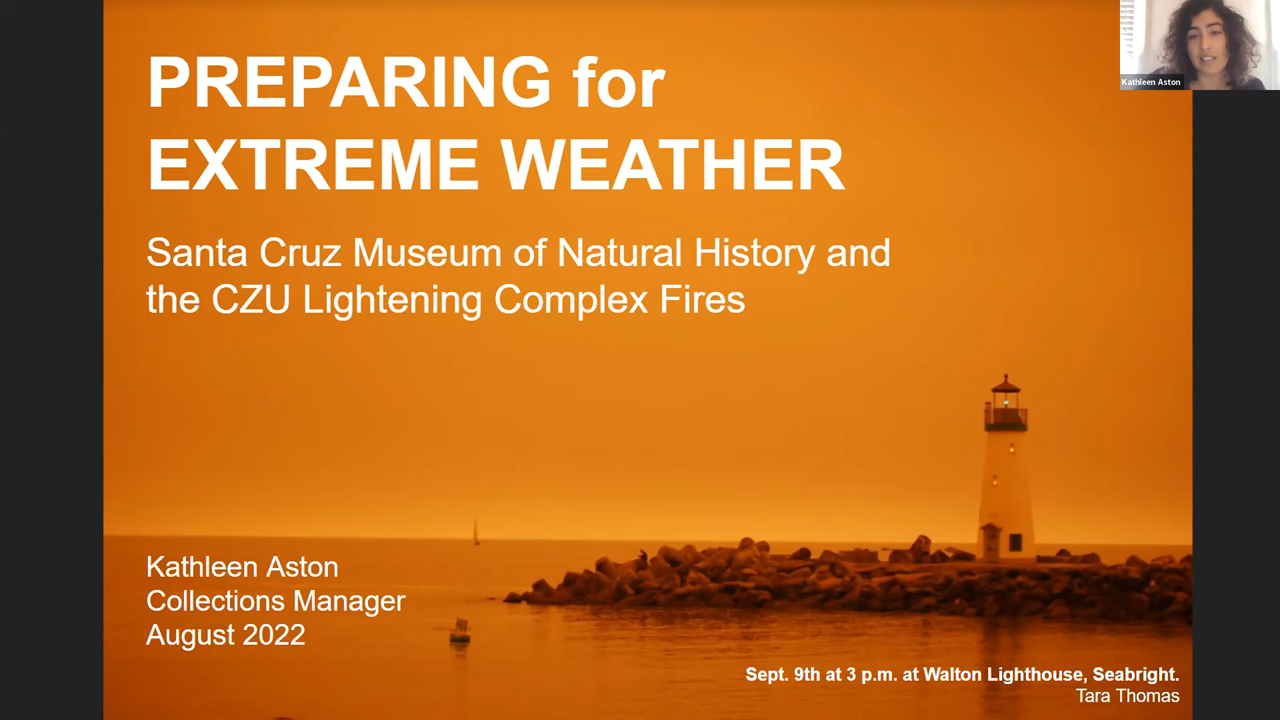 PREPARING for
EXTREME WEATHER
Santa Cruz Museum of Natural History and
the CZU Lightening Complex Fires
Kathleen Aston
Collections Manager
August 2022
Sept. 9th at 3 p.m. at Walton Lighthouse, Seabright.
Tara Thomas
Kathleen Aston